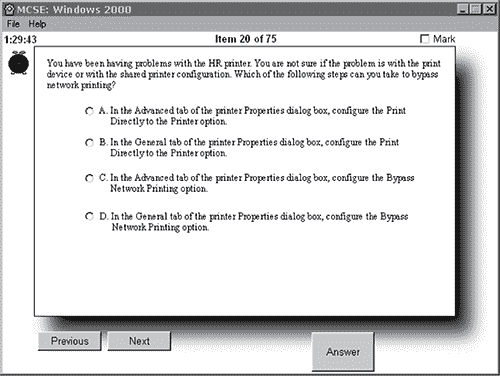 MCSE: Windows 2000
File Help
1:29:43 Item 20 of 75 Mark
You have been having problems with the HR printer. You are not sure if the problem is with the print
device or with the shared printer configuration. Which of the following steps can you take to bypass
network printing?
A. In the Advanced tab of the printer Properties dialog box, configure the Print
Directly to the Printer option.
B. In the General tab of the printer Properties dialog box, configure the Print
Directly to the Printer option.
C. In the Advanced tab of the printer Properties dialog box, configure the Bypass
Network Printing option.
D. In the General tab of the printer Properties dialog box, configure the Bypass
Network Printing option.
Previous Next Answer